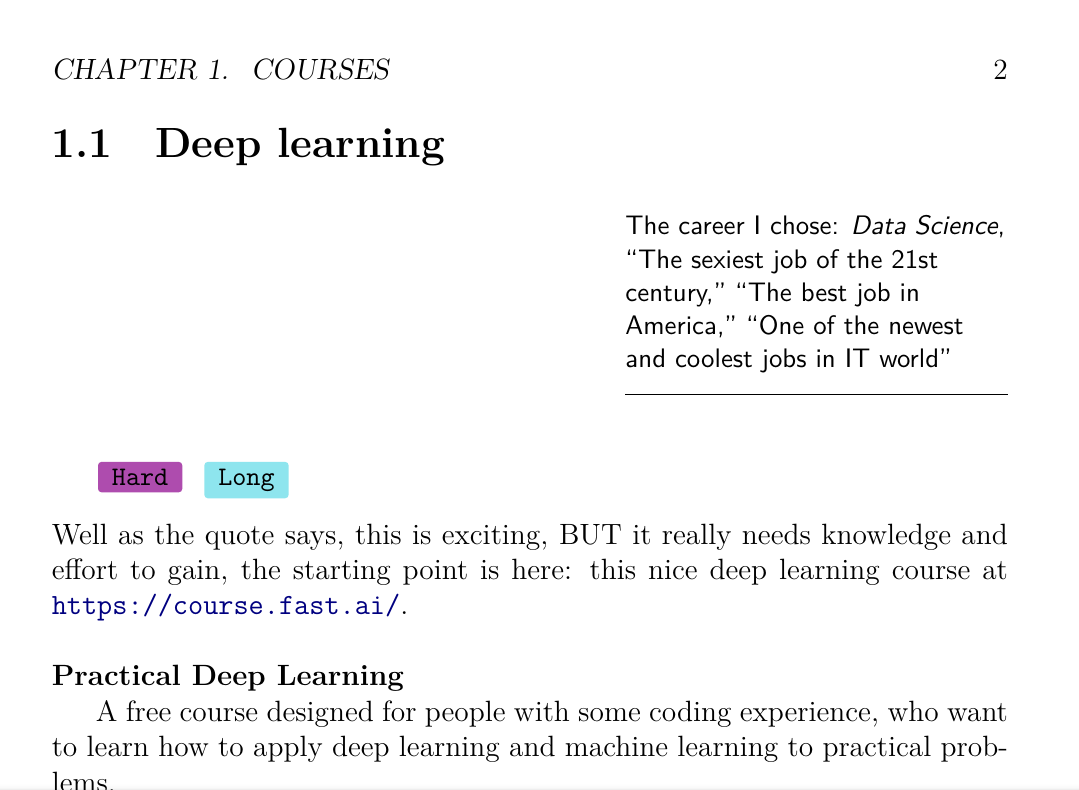 CHAPTER 1. COURSES 2
1.1 Deep learning
The career I chose: Data Science,
“The sexiest job of the 21st
century,” “The best job in
America,” “One of the newest
and coolest jobs in IT world”
Hard Long
Well as the quote says, this is exciting, BUT it really needs knowledge and
effort to gain, the starting point is here: this nice deep learning course at
https://course.fast.ai/.
Practical Deep Learning
A free course designed for people with some coding experience, who want
to learn how to apply deep learning and machine learning to practical prob-
lems.